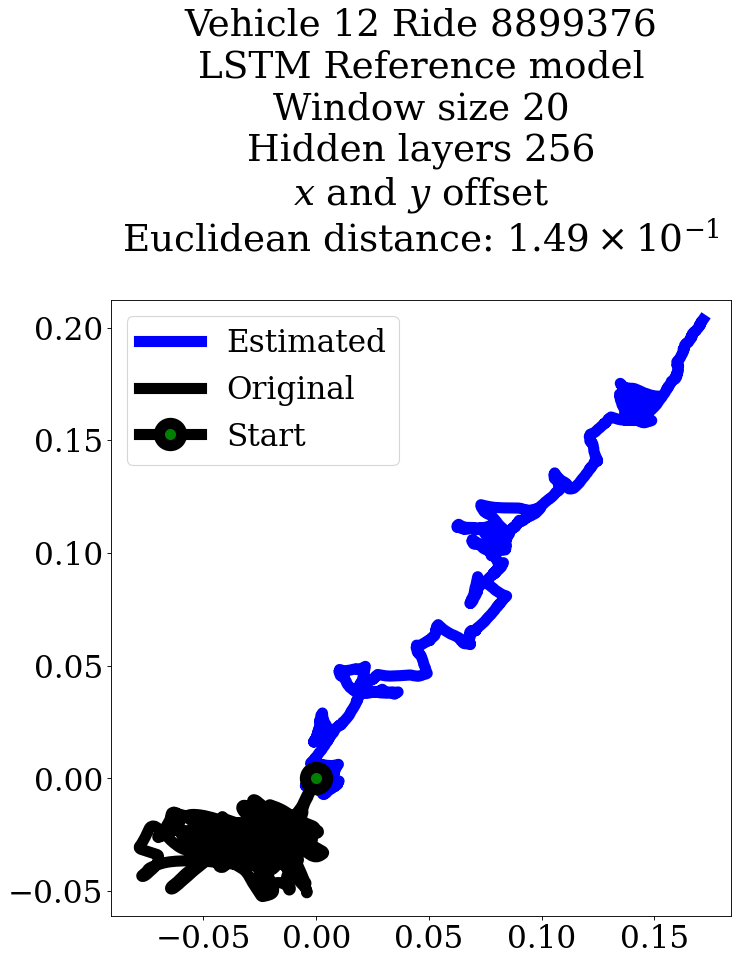 Vehicle 12 Ride 8899376
LSTM Reference model
Window size 20
Hidden layers 256
x and y offset
Euclidean distance: 1.49 × 10⁻¹
Estimated
Original
Start
0.20
0.15
0.10
0.05
0.00
−0.05
−0.05 0.00 0.05 0.10 0.15